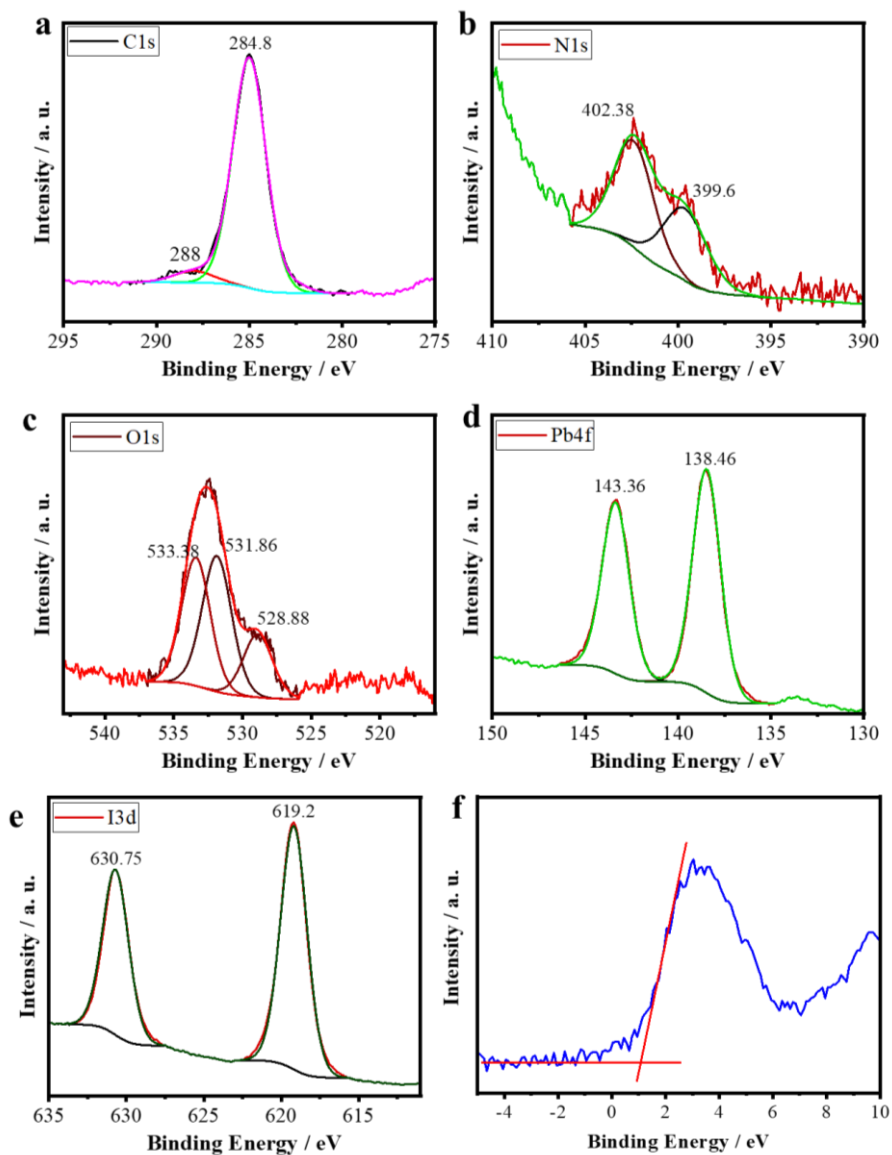 a
C1s
284.8
288
Intensity / a. u.
295 290 285 280 275
Binding Energy / eV
b
N1s
402.38
399.6
Intensity / a. u.
410 405 400 395 390
Binding Energy / eV
c
O1s
533.38
531.86
528.88
Intensity / a. u.
540 535 530 525 520
Binding Energy / eV
d
Pb4f
143.36
138.46
Intensity / a. u.
150 145 140 135 130
Binding Energy / eV
e
I3d
630.75
619.2
Intensity / a. u.
635 630 625 620 615
Binding Energy / eV
f
Intensity / a. u.
-4 -2 0 2 4 6 8 10
Binding Energy / eV